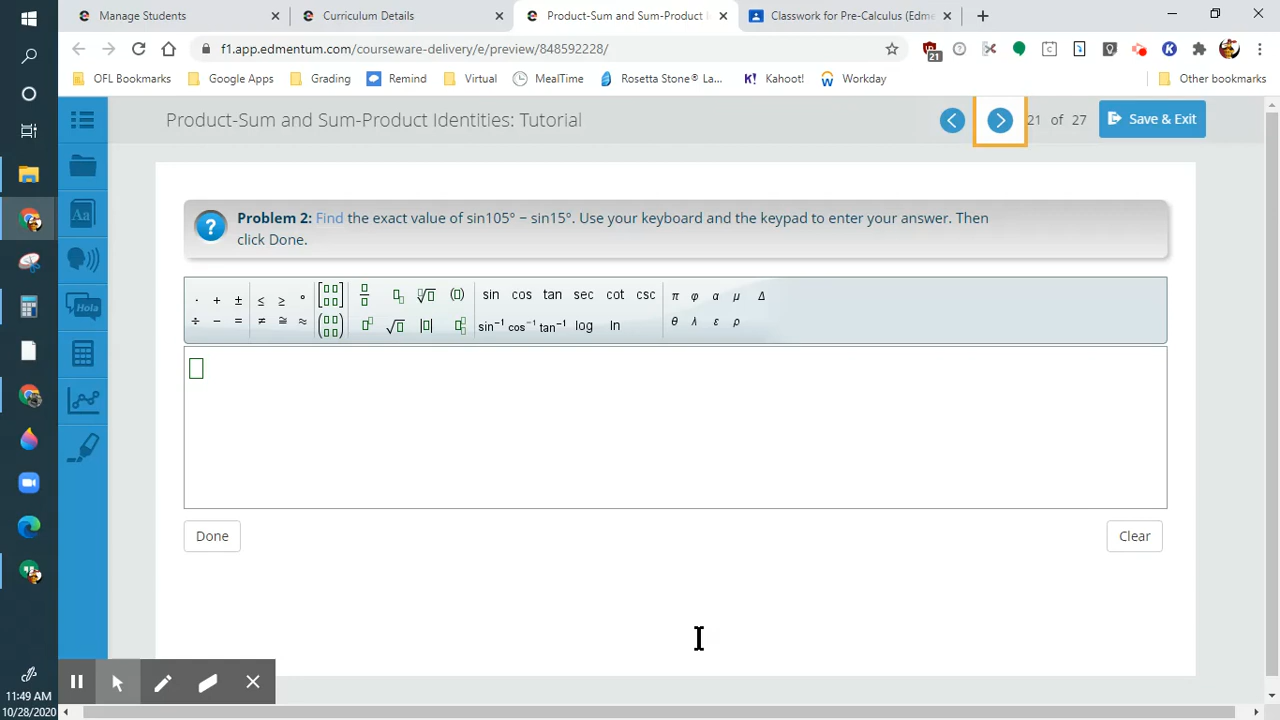 Manage Students
Curriculum Details
Product-Sum and Sum-Product I
Classwork for Pre-Calculus (Edme
f1.app.edmentum.com/courseware-delivery/e/preview/848592228/
21
OFL Bookmarks
Google Apps
Grading
Remind
Virtual
MealTime
Rosetta Stone® La...
K! Kahoot!
Workday
Other bookmarks
Product-Sum and Sum-Product Identities: Tutorial
21 of 27
Save & Exit
Problem 2: Find the exact value of sin105° − sin15°. Use your keyboard and the keypad to enter your answer. Then
click Done.
· + ± ≤ ≥ ° sin cos tan sec cot csc π φ α μ Δ
÷ − = ≠ ≅ ≈ sin⁻¹ cos⁻¹ tan⁻¹ log ln θ λ ε ρ
Aa
Hola
Done
Clear
11:49 AM
10/28/2020